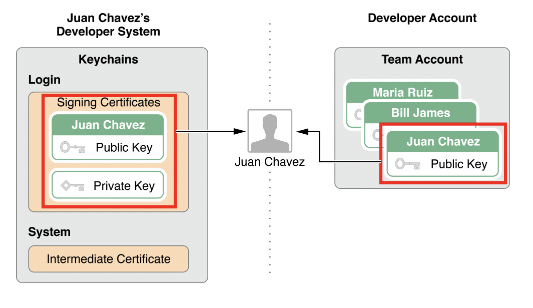 Juan Chavez's
Developer System
Keychains
Login
Signing Certificates
Juan Chavez
Public Key
Private Key
System
Intermediate Certificate
Juan Chavez
Developer Account
Team Account
Maria Ruiz
Bill James
Juan Chavez
Public Key